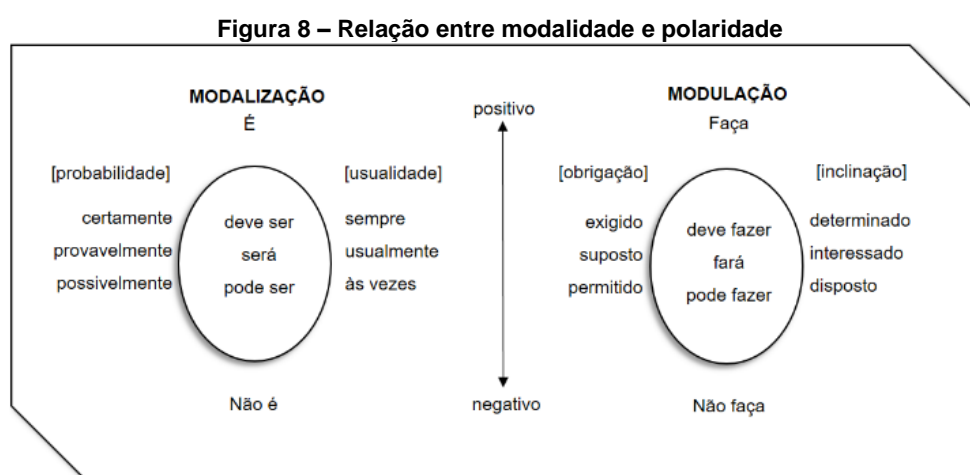 Figura 8 – Relação entre modalidade e polaridade
MODALIZAÇÃO
É
[probabilidade]
[usualidade]
certamente
deve ser
sempre
provavelmente
será
usualmente
possivelmente
pode ser
às vezes
Não é
positivo
negativo
MODULAÇÃO
Faça
[obrigação]
[inclinação]
exigido
deve fazer
determinado
suposto
fará
interessado
permitido
pode fazer
disposto
Não faça